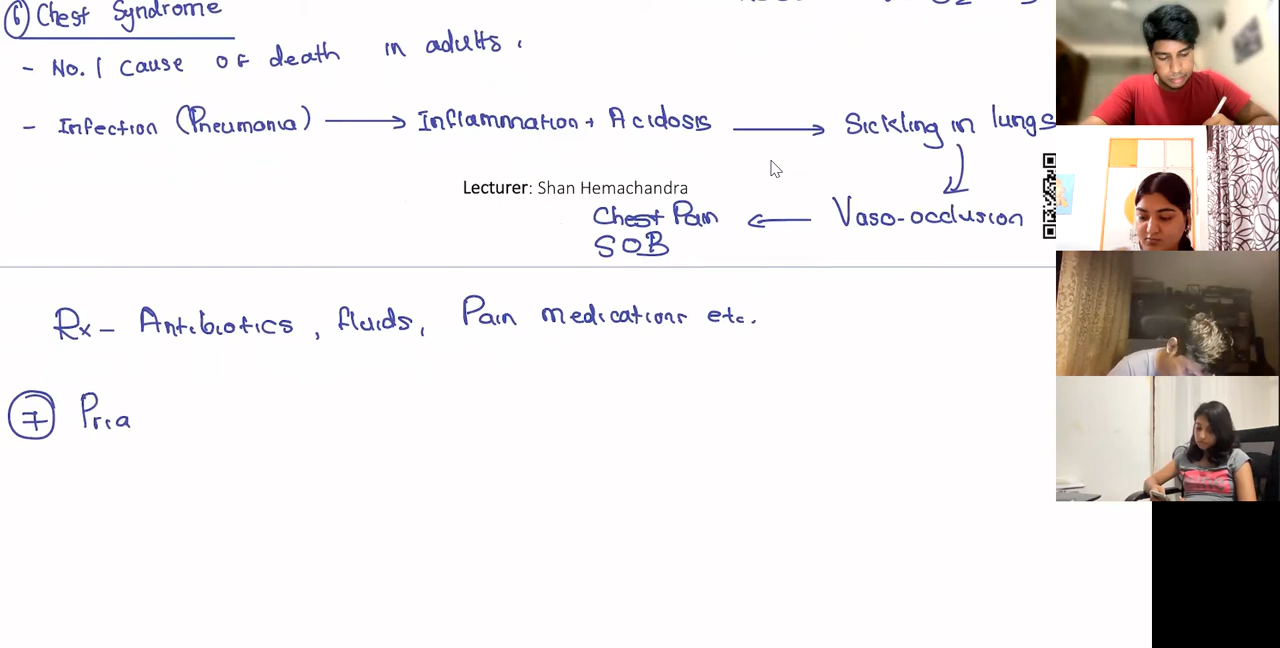 ⑥ Chest Syndrome
- No. 1 cause of death in adults.
- Infection (Pneumonia) → Inflammation + Acidosis → Sickling in lungs
↓
Lecturer: Shan Hemachandra
Chest Pain ← Vaso-occlusion
SOB
Rx - Antibiotics, fluids, Pain medications etc.
⑦ Pria